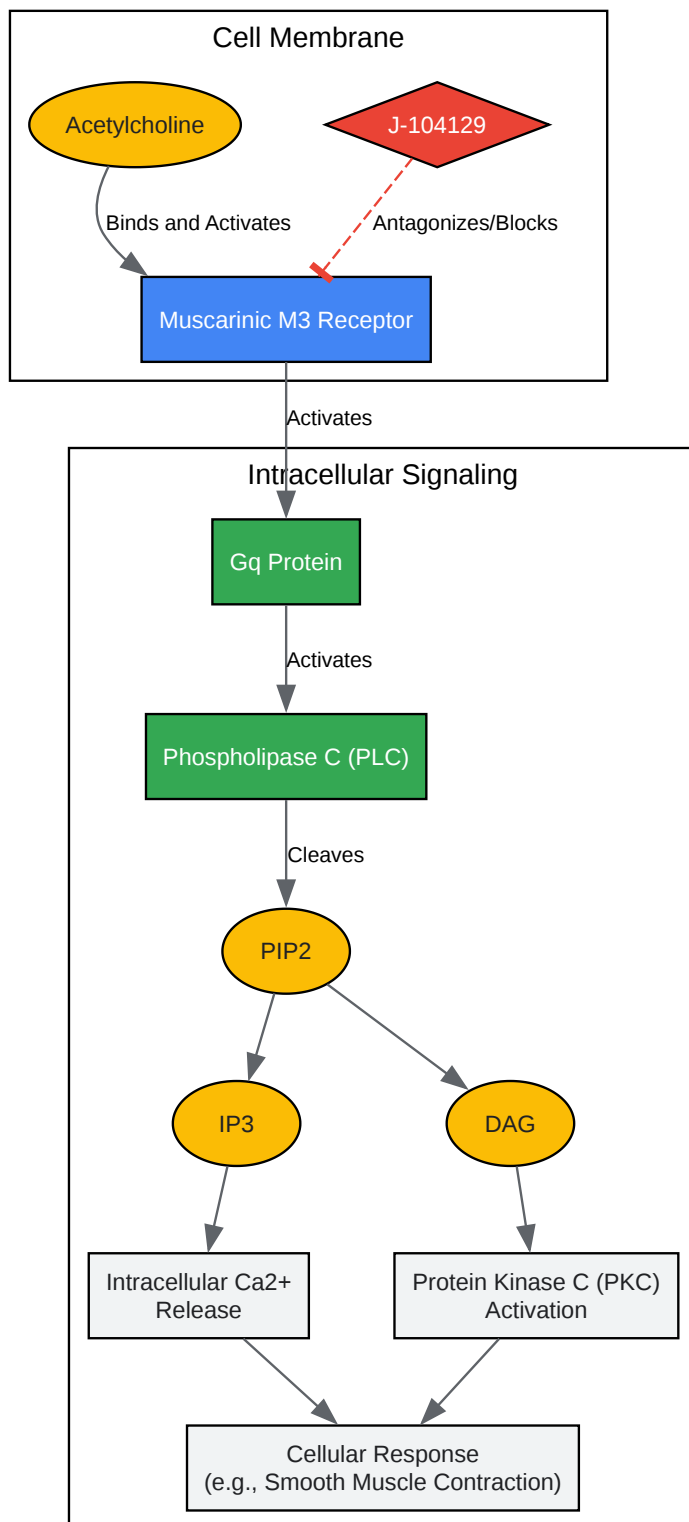 Cell Membrane
Acetylcholine
J-104129
Binds and Activates
Antagonizes/Blocks
Muscarinic M3 Receptor
Activates
Intracellular Signaling
Gq Protein
Activates
Phospholipase C (PLC)
Cleaves
PIP2
IP3
DAG
Intracellular Ca2+
Release
Protein Kinase C (PKC)
Activation
Cellular Response
(e.g., Smooth Muscle Contraction)